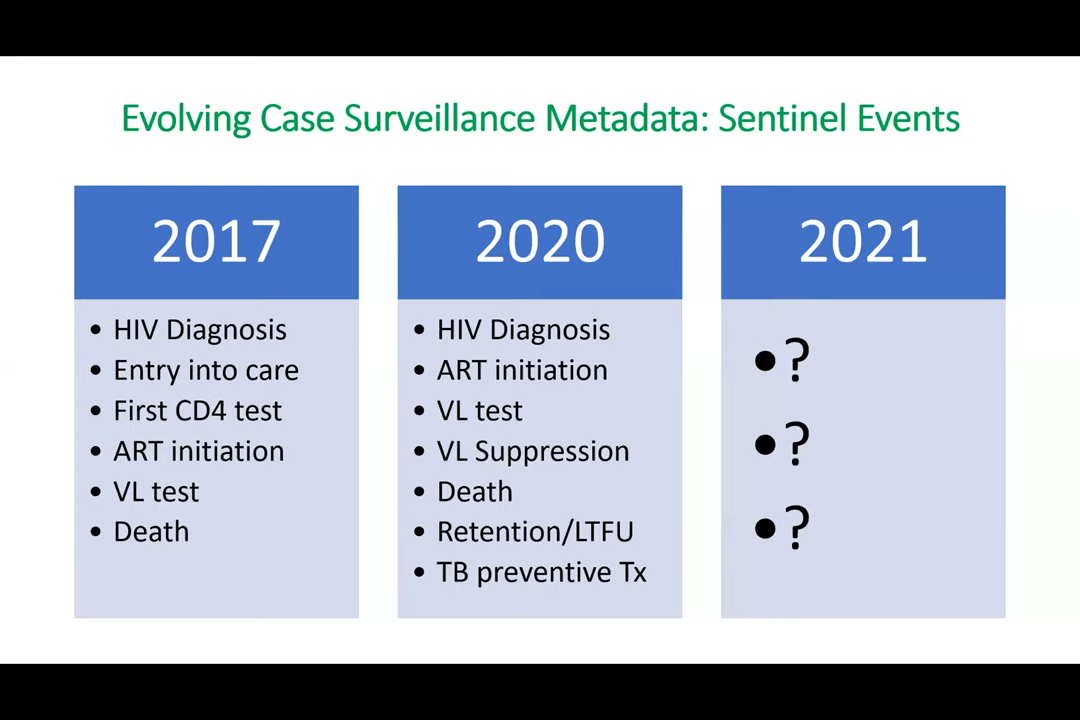 Evolving Case Surveillance Metadata: Sentinel Events
2017
• HIV Diagnosis
• Entry into care
• First CD4 test
• ART initiation
• VL test
• Death
2020
• HIV Diagnosis
• ART initiation
• VL test
• VL Suppression
• Death
• Retention/LTFU
• TB preventive Tx
2021
• ?
• ?
• ?